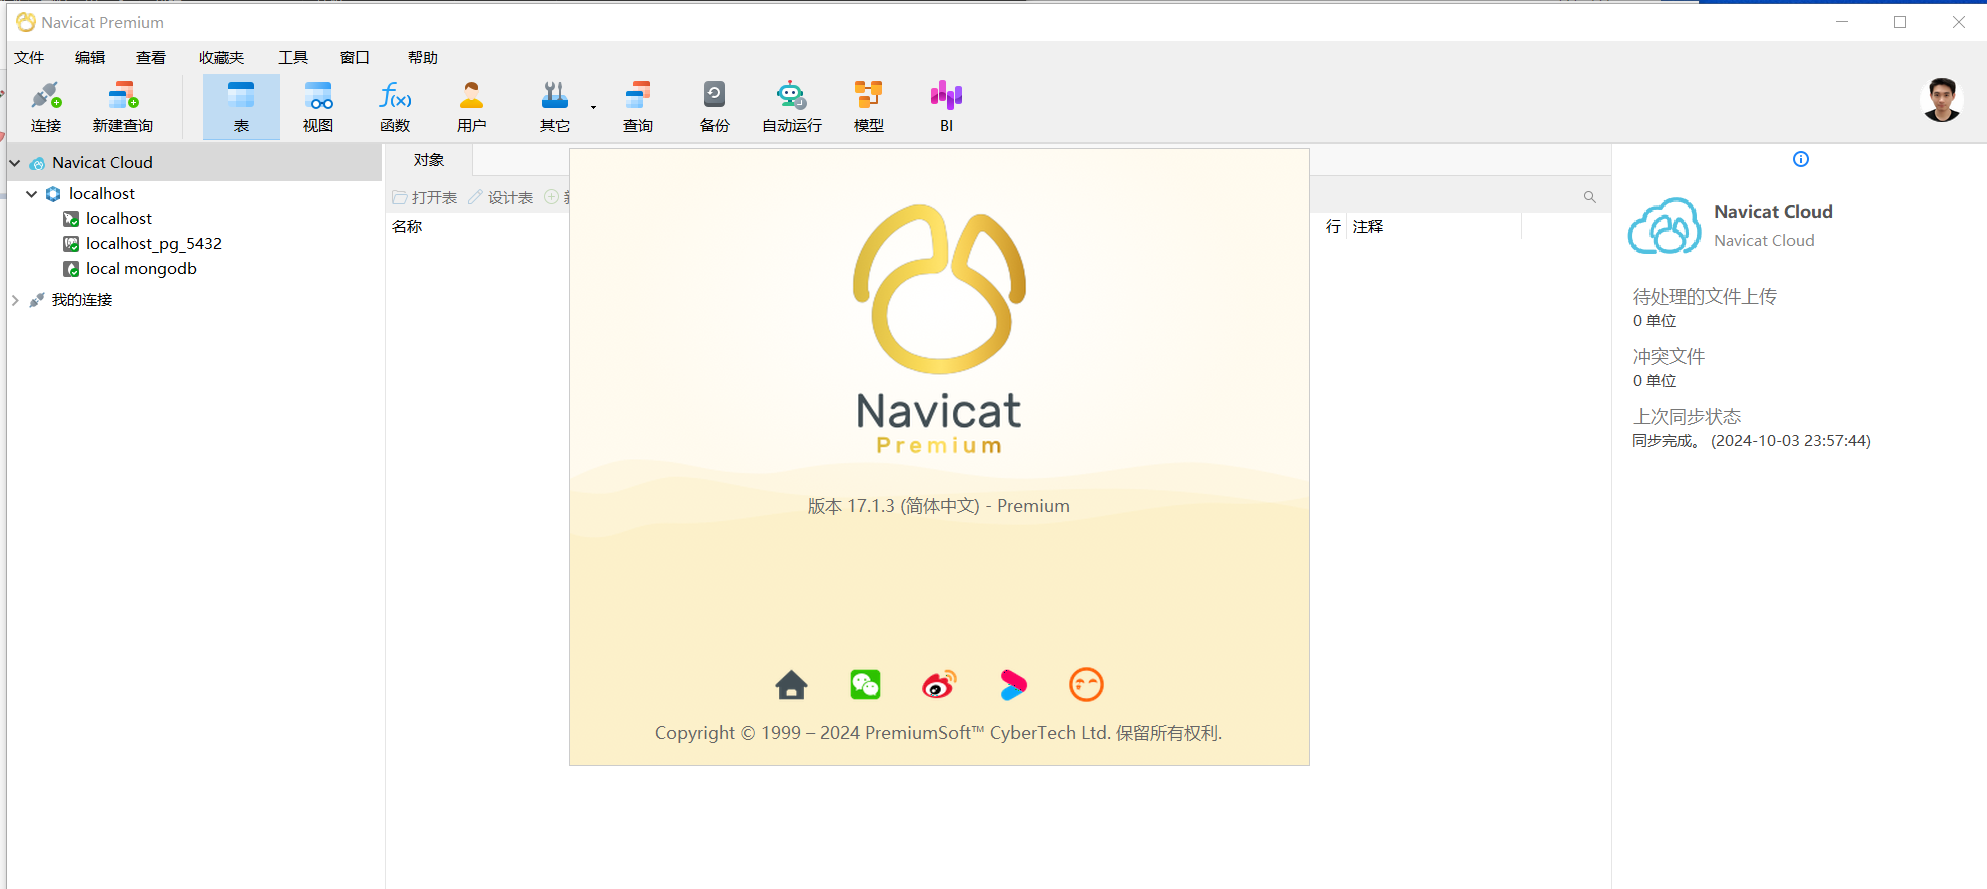 Navicat Premium
文件 编辑 查看 收藏夹 工具 窗口 帮助
连接 新建查询 表 视图 函数 用户 其它 查询 备份 自动运行 模型 BI
Navicat Cloud
localhost
localhost
localhost_pg_5432
local mongodb
我的连接
对象
打开表 设计表
名称 行 注释
Navicat
Premium
版本 17.1.3 (简体中文) - Premium
Copyright © 1999 – 2024 PremiumSoft™ CyberTech Ltd. 保留所有权利.
Navicat Cloud
Navicat Cloud
待处理的文件上传
0 单位
冲突文件
0 单位
上次同步状态
同步完成。 (2024-10-03 23:57:44)